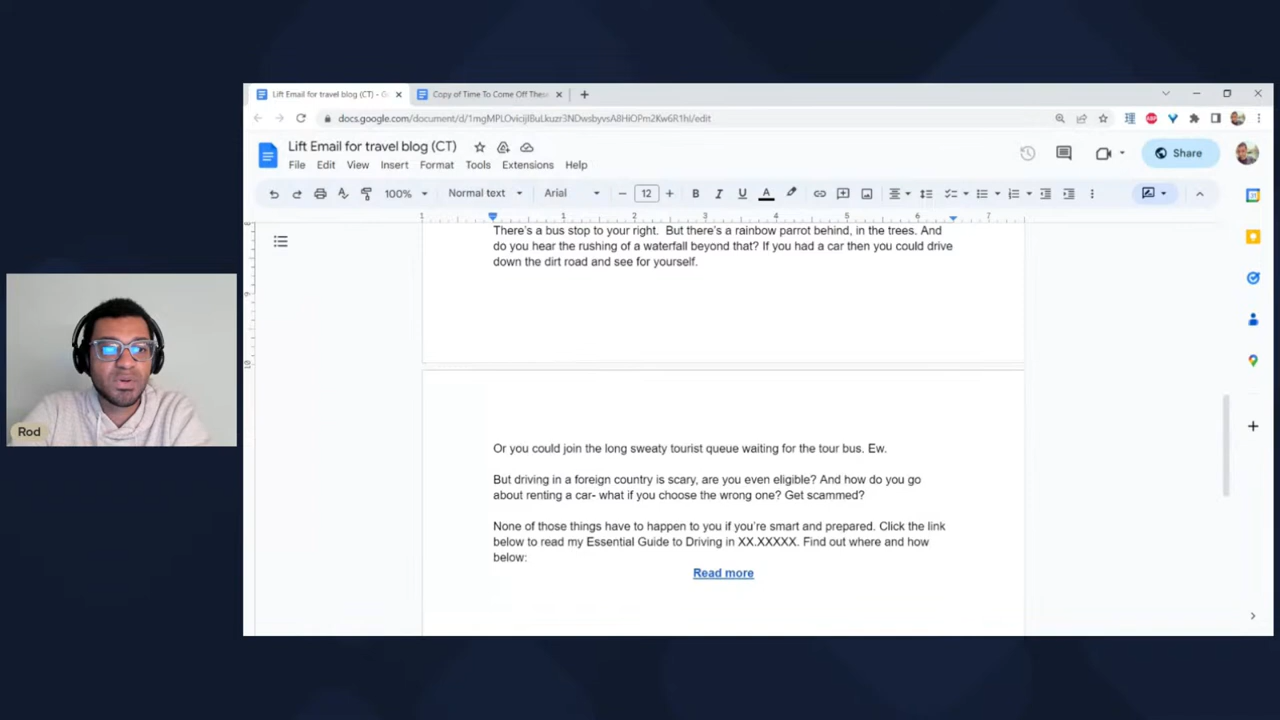 Lift Email for travel blog (CT) - G
Copy of Time To Come Off These
docs.google.com/document/d/
Lift Email for travel blog (CT)
File Edit View Insert Format Tools Extensions Help
Share
100% Normal text Arial 12 B I U A
1 1 2 3 4 5 6 7
There's a bus stop to your right. But there's a rainbow parrot behind, in the trees. And
do you hear the rushing of a waterfall beyond that? If you had a car then you could drive
down the dirt road and see for yourself.
Or you could join the long sweaty tourist queue waiting for the tour bus. Ew.
But driving in a foreign country is scary, are you even eligible? And how do you go
about renting a car- what if you choose the wrong one? Get scammed?
None of those things have to happen to you if you're smart and prepared. Click the link
below to read my Essential Guide to Driving in XX.XXXXX. Find out where and how
below:
Read more
Rod